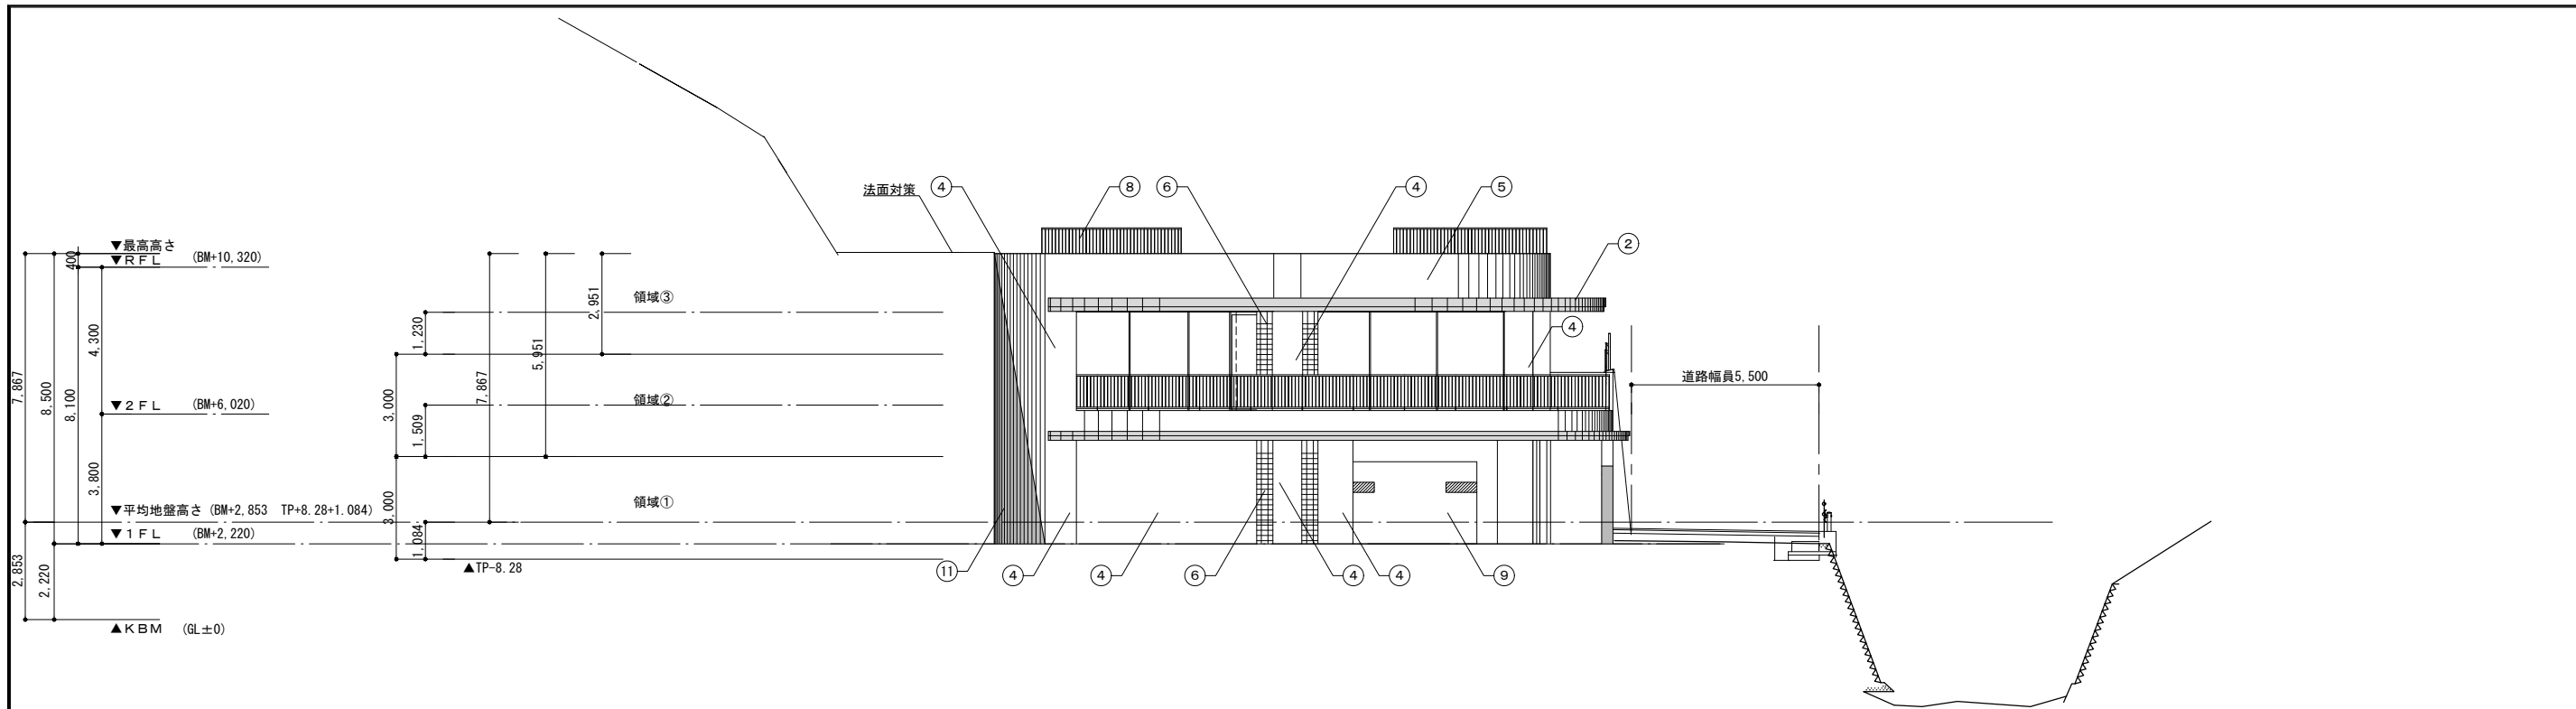 法面対策
④
⑧
⑥
④
⑤
②
④
▼最高高さ
▼RFL (BM+10,320)
400
領域③
2,951
1,230
4,300
5,951
7,867
8,500
8,100
7,867
道路幅員5,500
▼2FL (BM+6,020)
領域②
3,000
1,509
3,800
領域①
▼平均地盤高さ (BM+2,853 TP+8.28+1.084)
3,000
1,084
▼1FL (BM+2,220)
▲TP-8.28
2,853
2,220
⑪
④
④
⑥
④
④
⑨
▲KBM (GL±0)